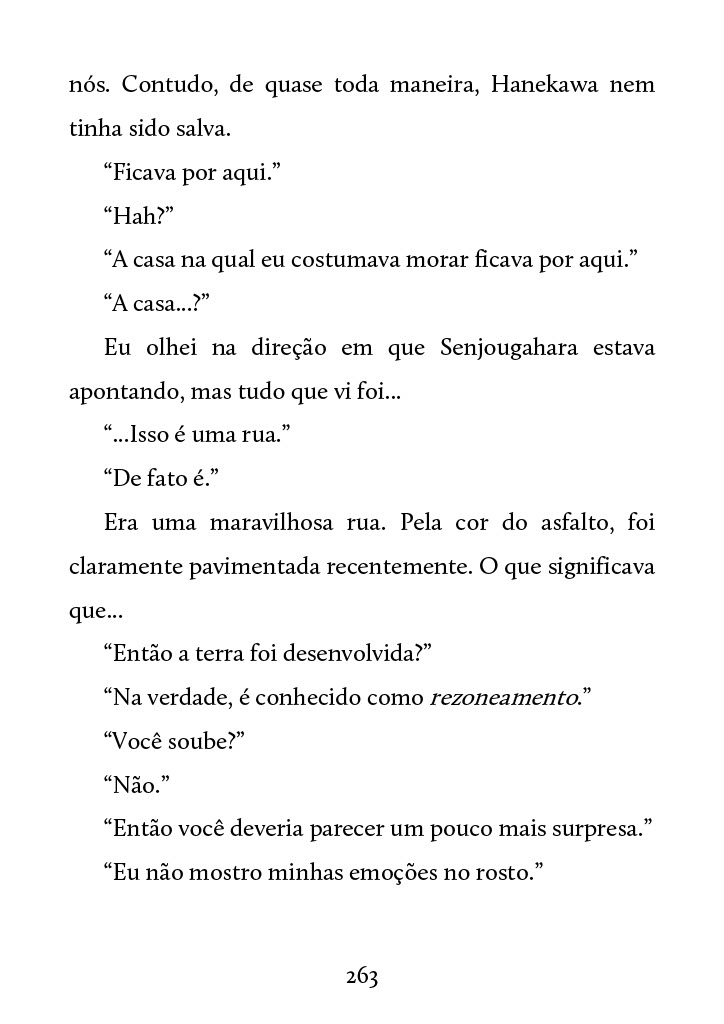 nós. Contudo, de quase toda maneira, Hanekawa nem
tinha sido salva.
“Ficava por aqui.”
“Hah?”
“A casa na qual eu costumava morar ficava por aqui.”
“A casa...?”
Eu olhei na direção em que Senjougahara estava
apontando, mas tudo que vi foi...
“...Isso é uma rua.”
“De fato é.”
Era uma maravilhosa rua. Pela cor do asfalto, foi
claramente pavimentada recentemente. O que significava
que...
“Então a terra foi desenvolvida?”
“Na verdade, é conhecido como rezoneamento.”
“Você soube?”
“Não.”
“Então você deveria parecer um pouco mais surpresa.”
“Eu não mostro minhas emoções no rosto.”
263